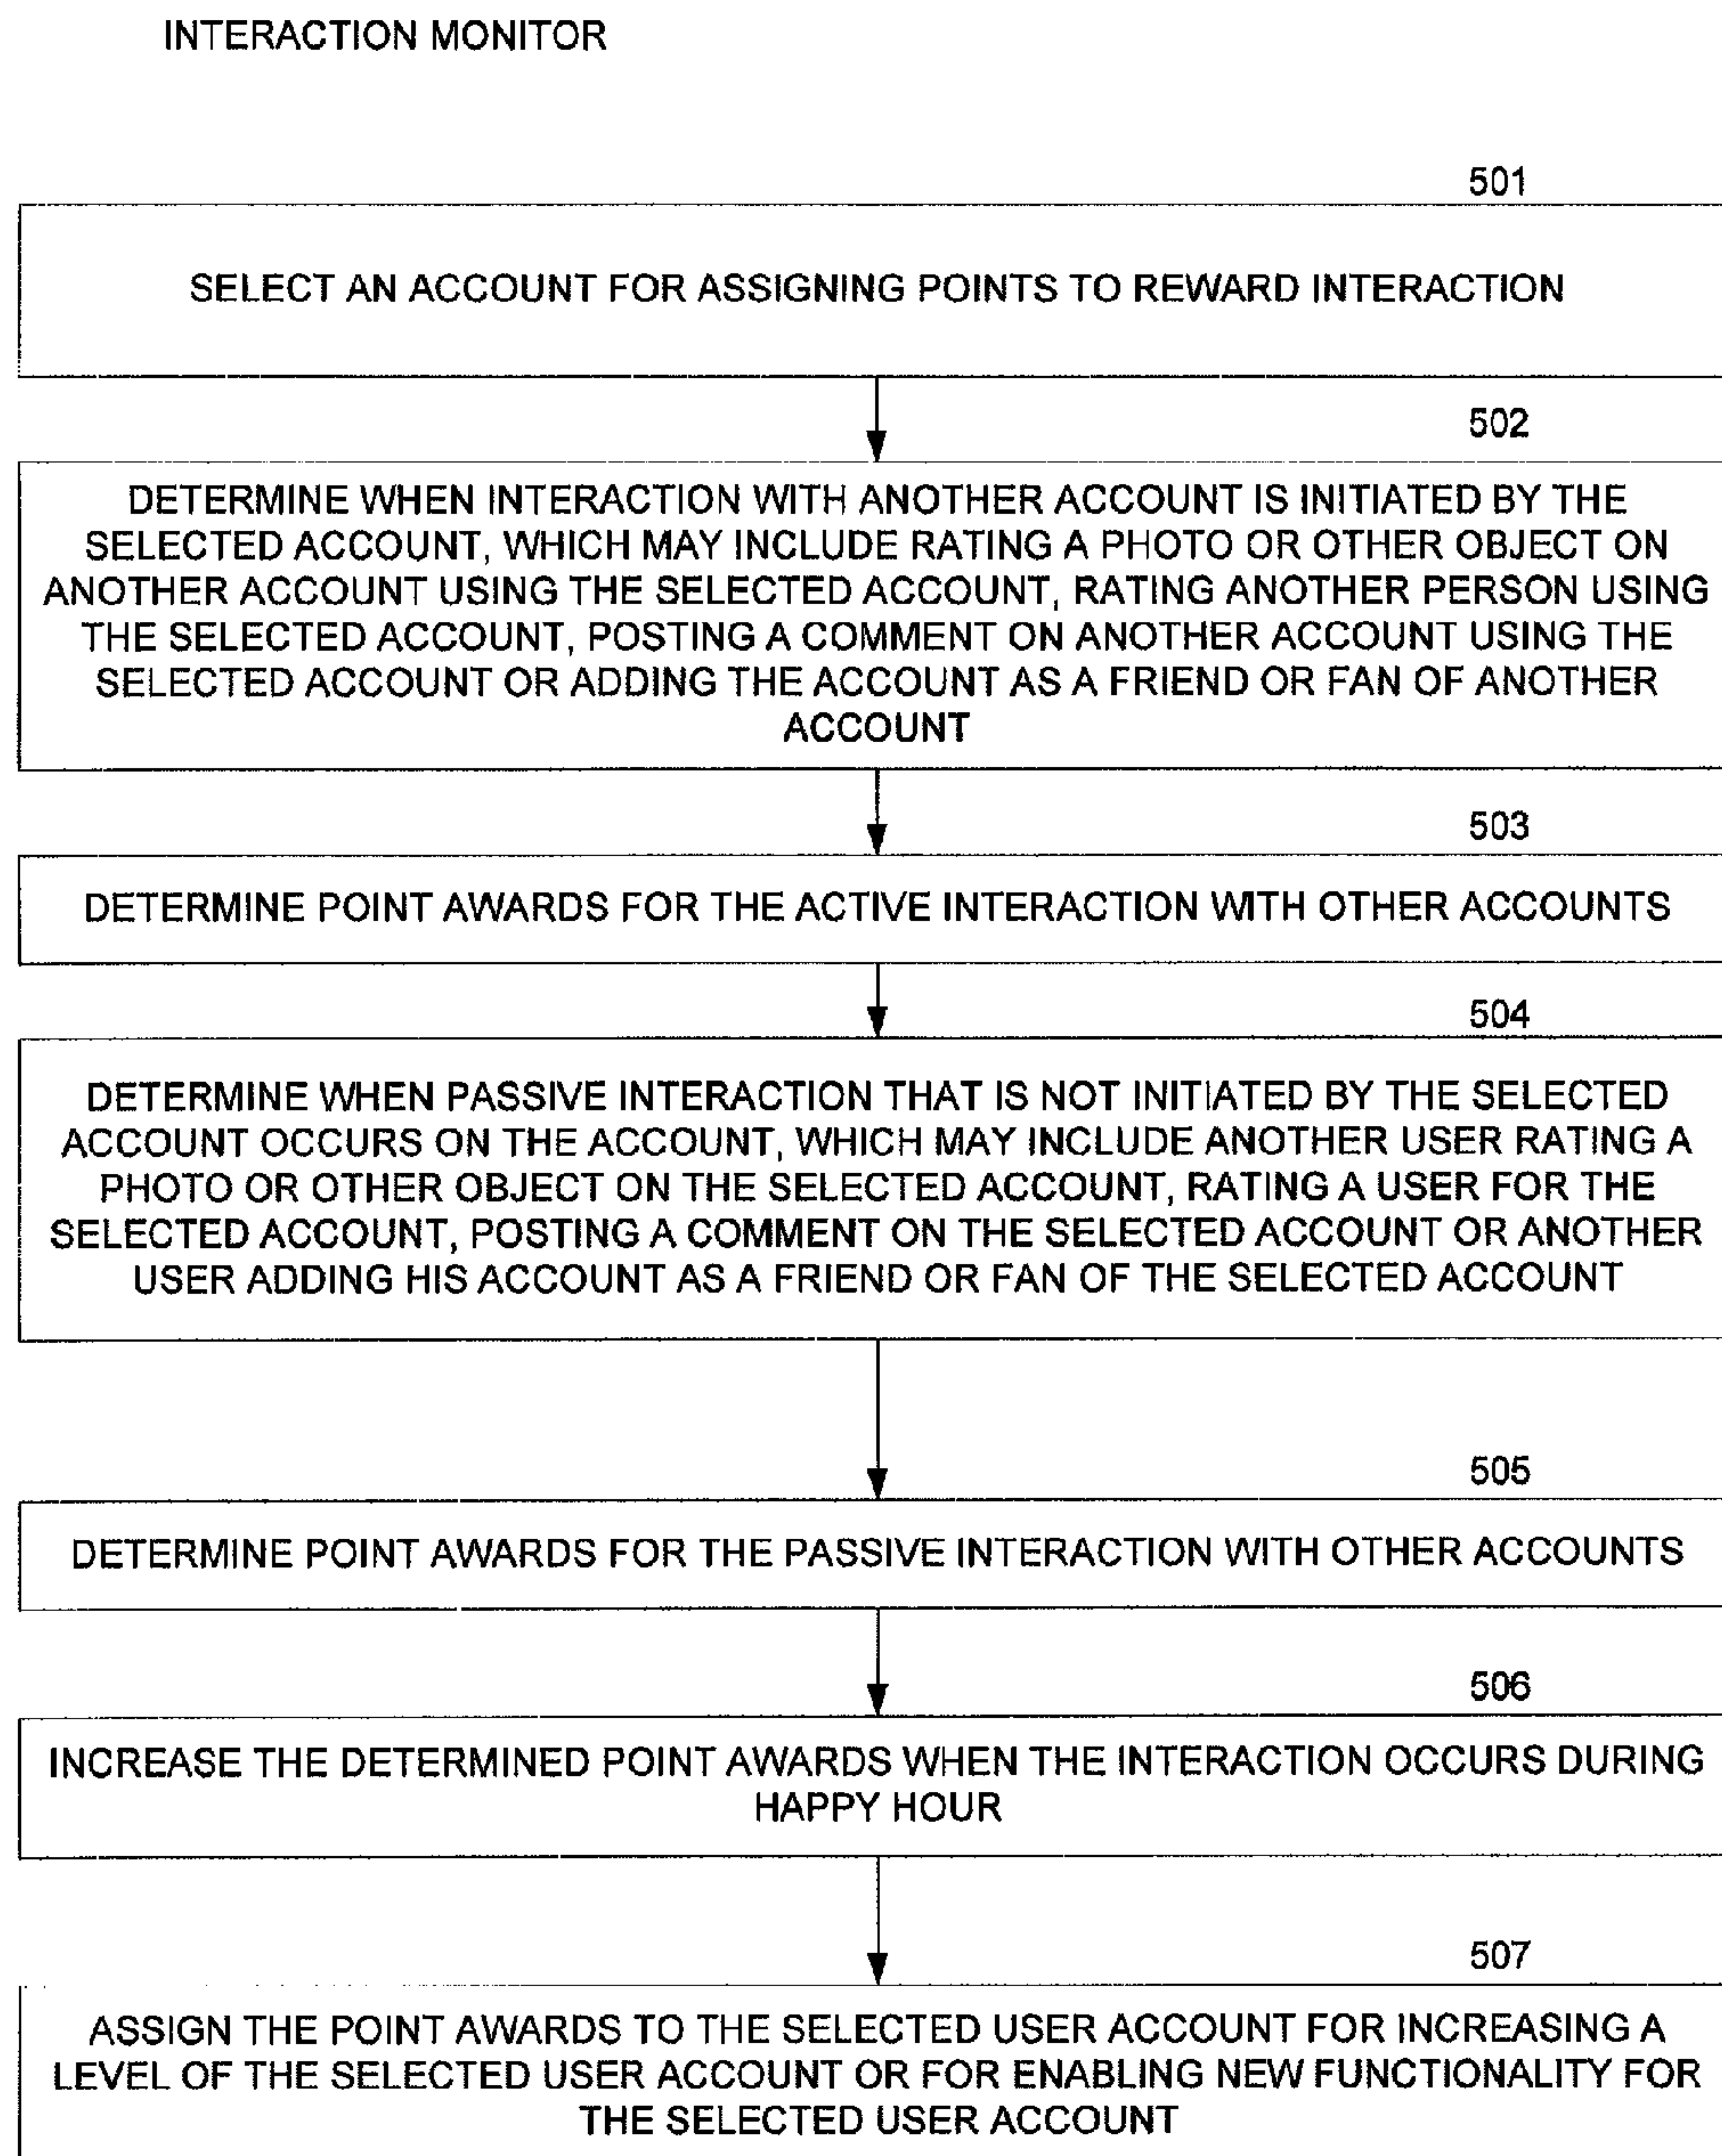 INTERACTION MONITOR
501
SELECT AN ACCOUNT FOR ASSIGNING POINTS TO REWARD INTERACTION
502
DETERMINE WHEN INTERACTION WITH ANOTHER ACCOUNT IS INITIATED BY THE
SELECTED ACCOUNT, WHICH MAY INCLUDE RATING A PHOTO OR OTHER OBJECT ON
ANOTHER ACCOUNT USING THE SELECTED ACCOUNT, RATING ANOTHER PERSON USING
THE SELECTED ACCOUNT, POSTING A COMMENT ON ANOTHER ACCOUNT USING THE
SELECTED ACCOUNT OR ADDING THE ACCOUNT AS A FRIEND OR FAN OF ANOTHER
ACCOUNT
503
DETERMINE POINT AWARDS FOR THE ACTIVE INTERACTION WITH OTHER ACCOUNTS
504
DETERMINE WHEN PASSIVE INTERACTION THAT IS NOT INITIATED BY THE SELECTED
ACCOUNT OCCURS ON THE ACCOUNT, WHICH MAY INCLUDE ANOTHER USER RATING A
PHOTO OR OTHER OBJECT ON THE SELECTED ACCOUNT, RATING A USER FOR THE
SELECTED ACCOUNT, POSTING A COMMENT ON THE SELECTED ACCOUNT OR ANOTHER
USER ADDING HIS ACCOUNT AS A FRIEND OR FAN OF THE SELECTED ACCOUNT
505
DETERMINE POINT AWARDS FOR THE PASSIVE INTERACTION WITH OTHER ACCOUNTS
506
INCREASE THE DETERMINED POINT AWARDS WHEN THE INTERACTION OCCURS DURING
HAPPY HOUR
507
ASSIGN THE POINT AWARDS TO THE SELECTED USER ACCOUNT FOR INCREASING A
LEVEL OF THE SELECTED USER ACCOUNT OR FOR ENABLING NEW FUNCTIONALITY FOR
THE SELECTED USER ACCOUNT